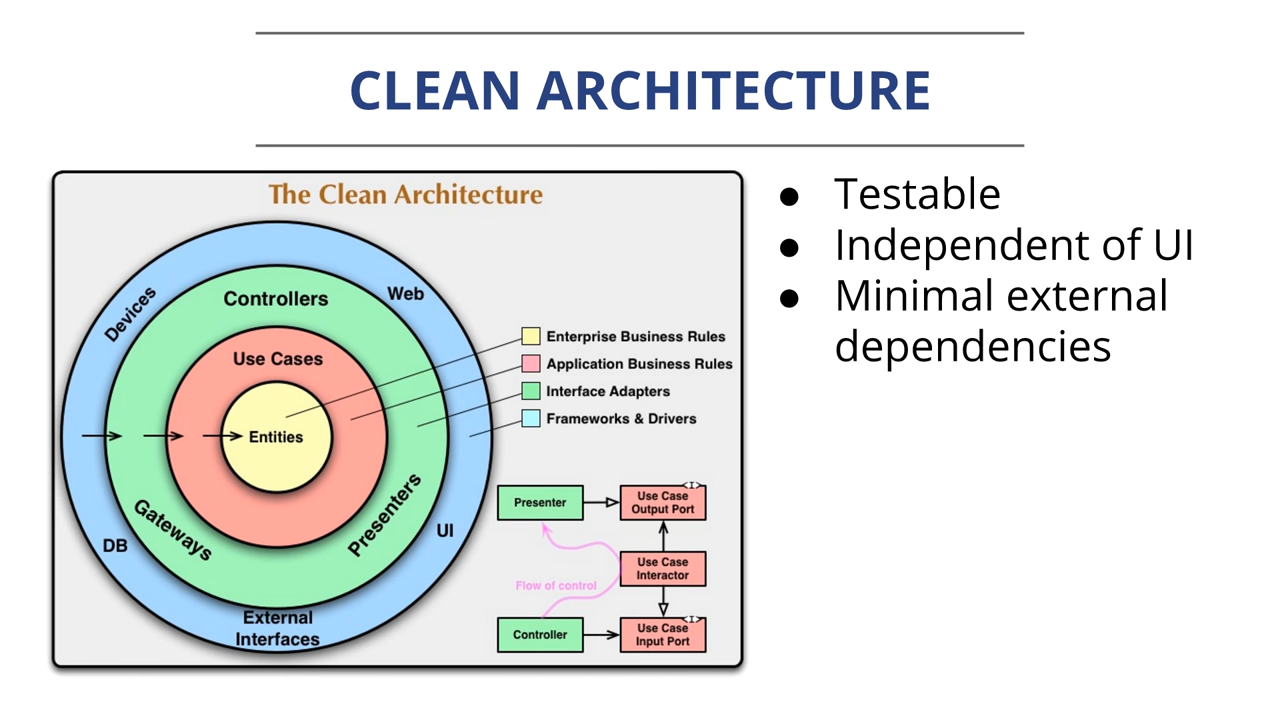 CLEAN ARCHITECTURE
The Clean Architecture
Devices
Controllers
Web
Use Cases
Entities
Gateways
Presenters
DB
UI
External
Interfaces
Enterprise Business Rules
Application Business Rules
Interface Adapters
Frameworks & Drivers
Presenter
<I>
Use Case
Output Port
Use Case
Interactor
Flow of control
Controller
<I>
Use Case
Input Port
● Testable
● Independent of UI
● Minimal external
dependencies